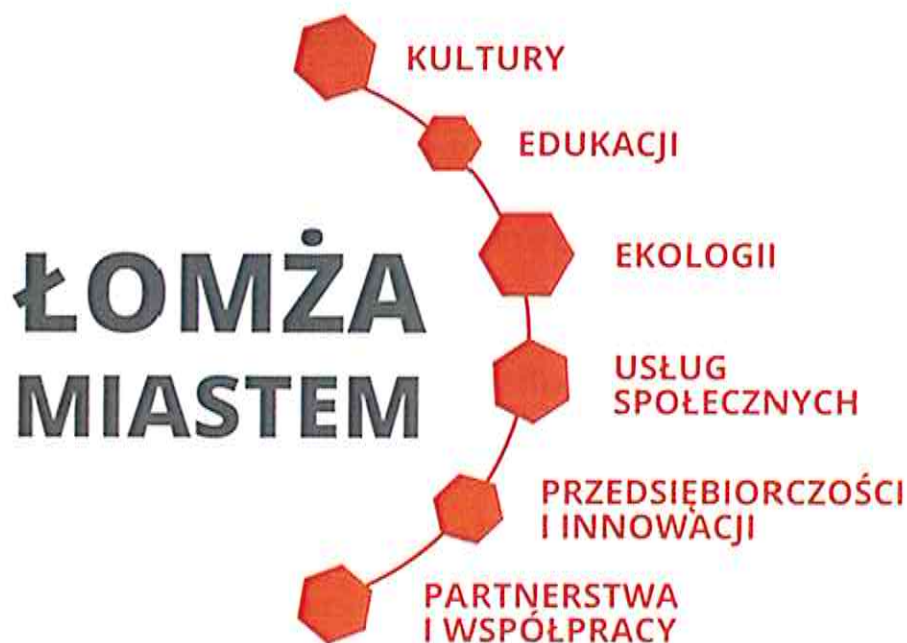 ŁOMŻA
MIASTEM
KULTURY
EDUKACJI
EKOLOGII
USŁUG
SPOŁECZNYCH
PRZEDSIĘBIORCZOŚCI
I INNOWACJI
PARTNERSTWA
I WSPÓŁPRACY